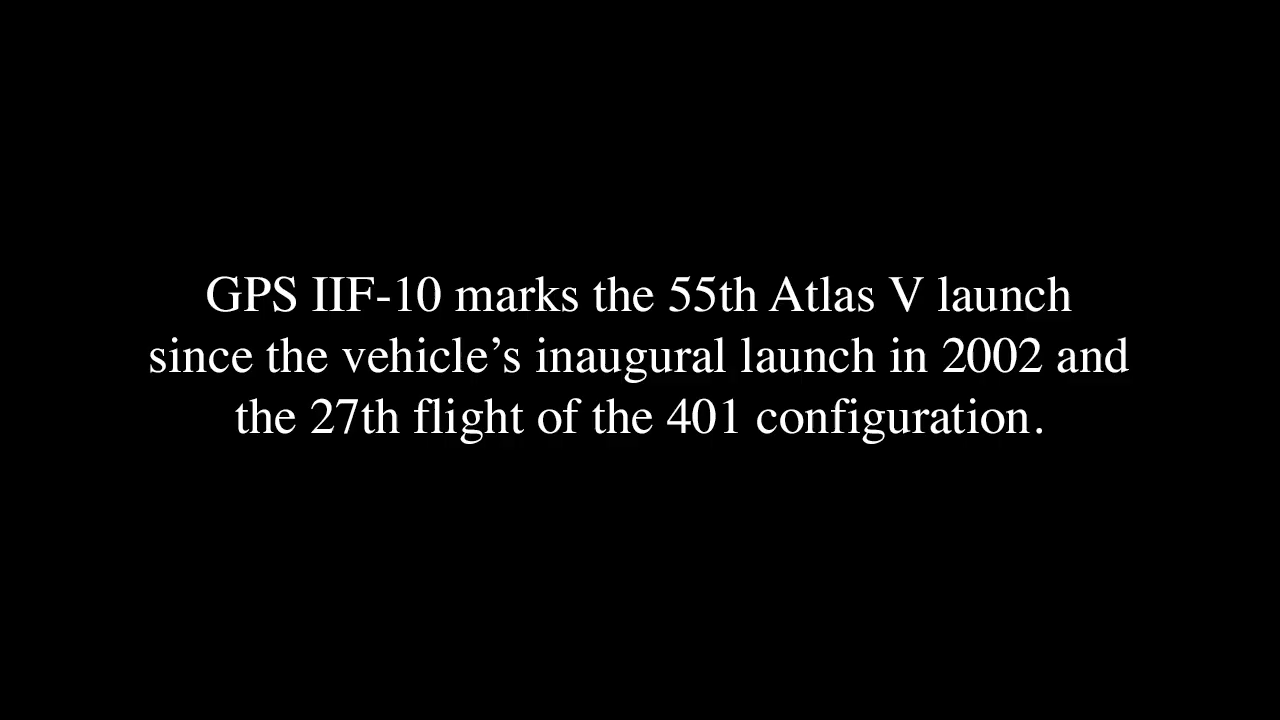 GPS IIF-10 marks the 55th Atlas V launch
since the vehicle’s inaugural launch in 2002 and
the 27th flight of the 401 configuration.